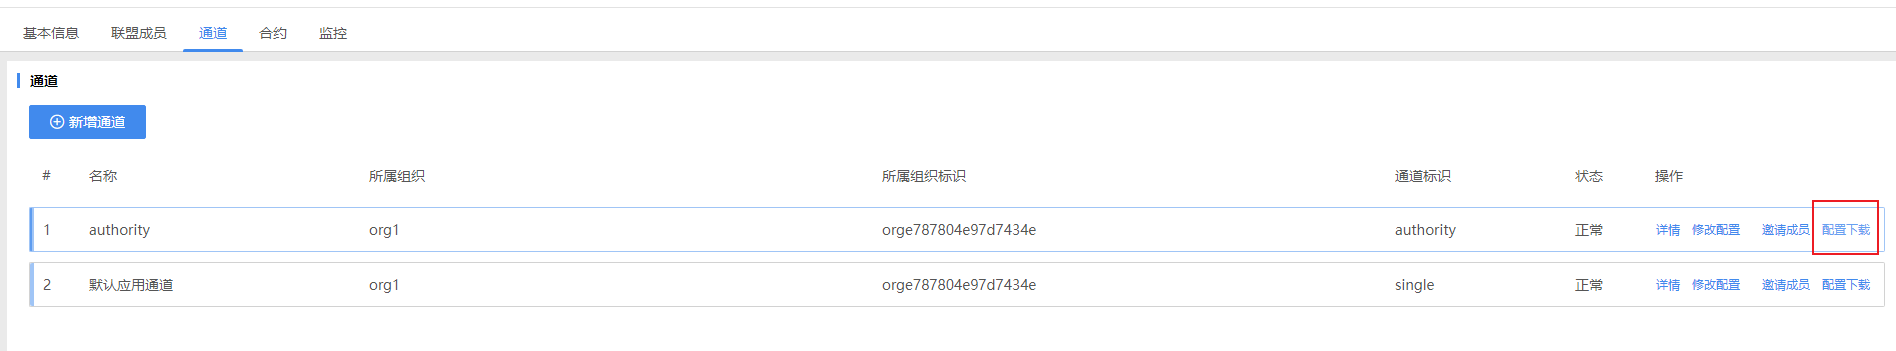 基本信息 联盟成员 通道 合约 监控
通道
新增通道
# 名称 所属组织 所属组织标识 通道标识 状态 操作
1 authority org1 orge787804e97d7434e authority 正常 详情 修改配置 邀请成员 配置下载
2 默认应用通道 org1 orge787804e97d7434e single 正常 详情 修改配置 邀请成员 配置下载